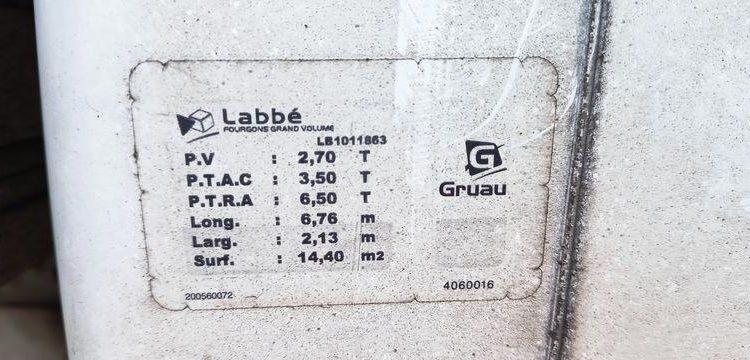 Labbé
FOURGONS GRAND VOLUME
LB1011863
P.V : 2,70 T
P.T.A.C : 3,50 T
P.T.R.A : 6,50 T
Long. : 6,76 m
Larg. : 2,13 m
Surf. : 14,40 m2
G
Gruau
200560072
4060016